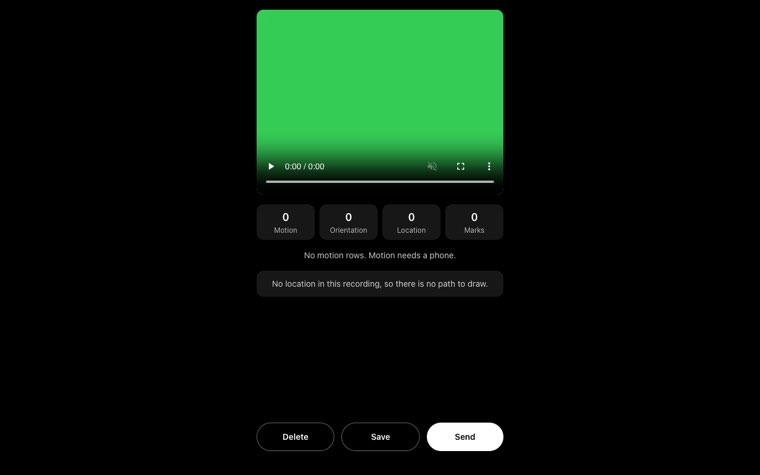 0:00 / 0:00
0 0 0 0
Motion Orientation Location Marks
No motion rows. Motion needs a phone.
No location in this recording, so there is no path to draw.
Delete Save Send